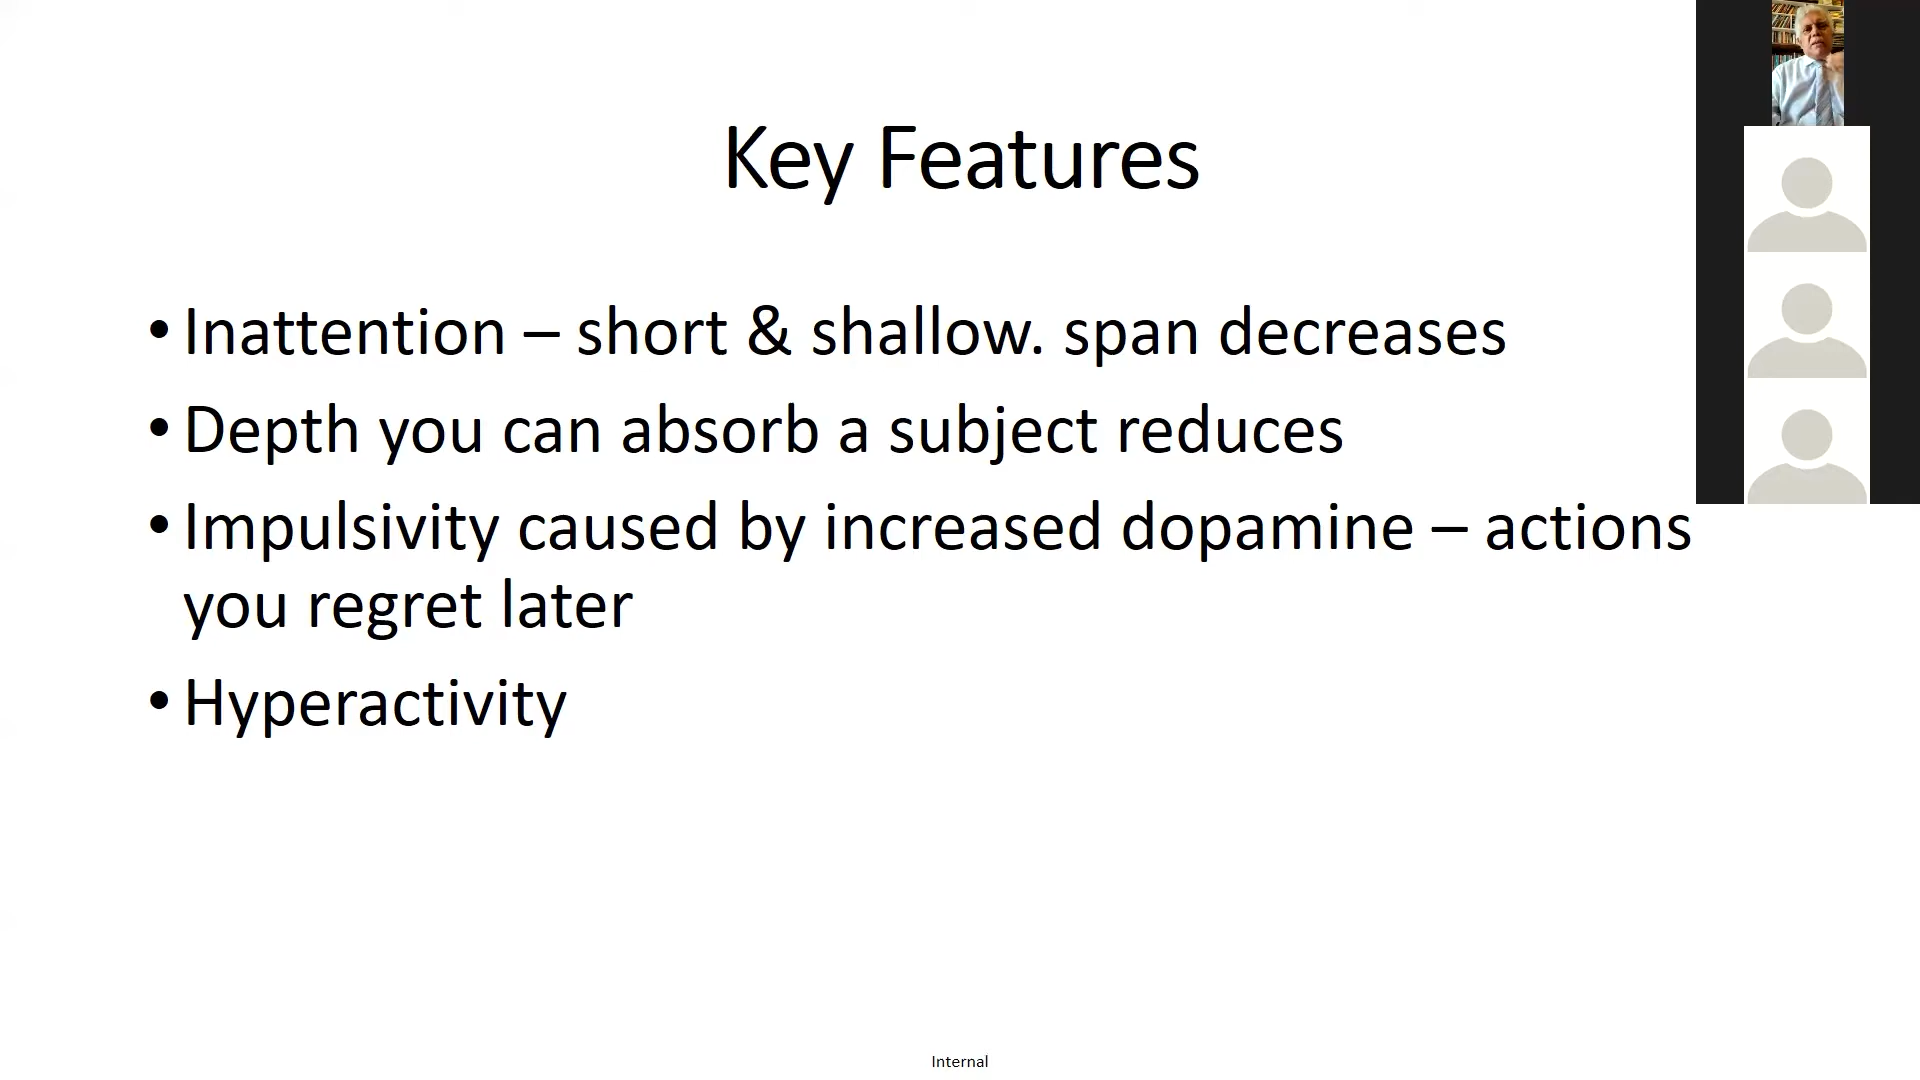 Key Features
• Inattention – short & shallow. span decreases
• Depth you can absorb a subject reduces
• Impulsivity caused by increased dopamine – actions
you regret later
• Hyperactivity
Internal